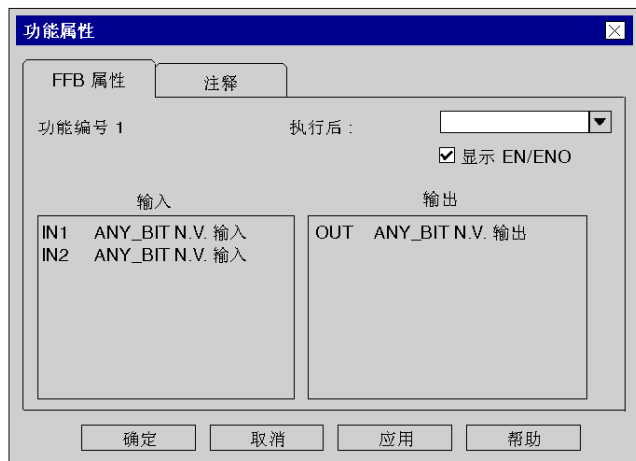 功能属性
FFB 属性
注释
功能编号 1
执行后 :
显示 EN/ENO
输入
输出
IN1 ANY_BIT N.V. 输入
IN2 ANY_BIT N.V. 输入
OUT ANY_BIT N.V. 输出
确定
取消
应用
帮助